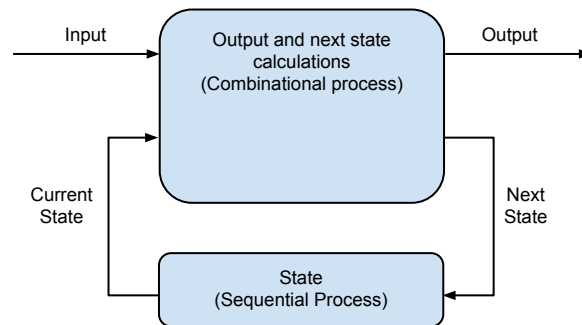 Input
Output and next state
calculations
(Combinational process)
Output
Current
State
Next
State
State
(Sequential Process)